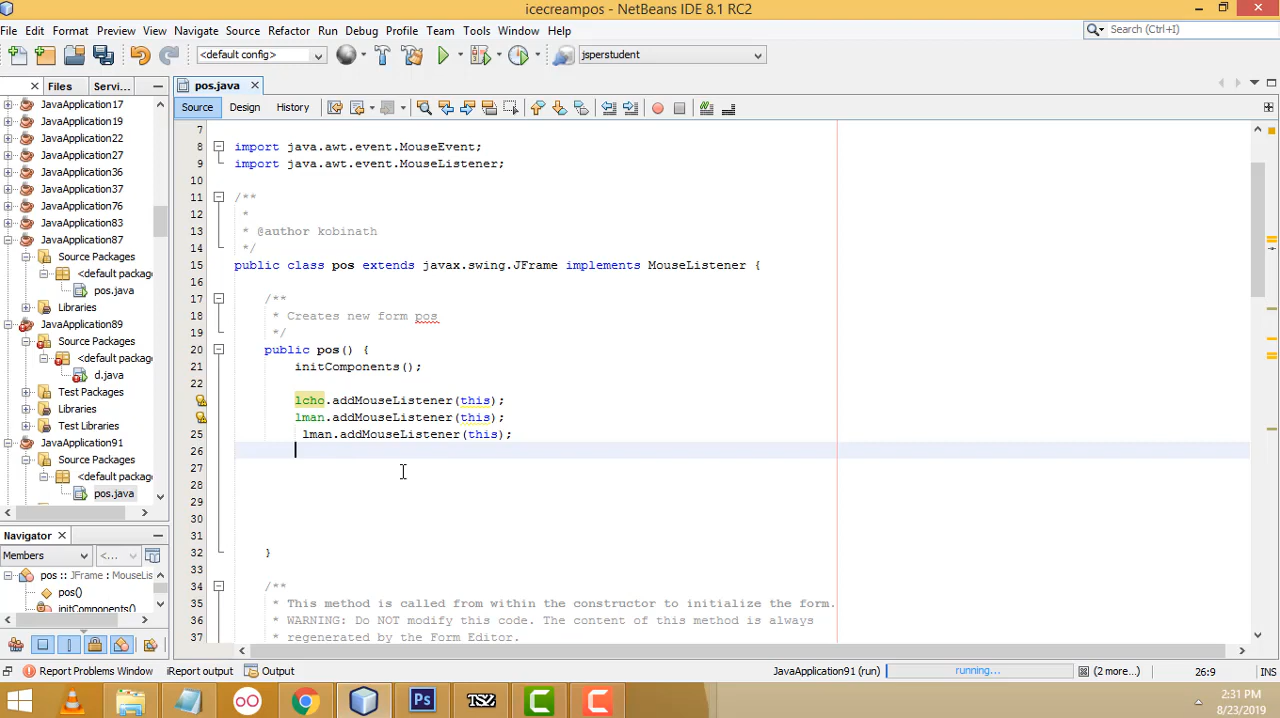 icecreampos - NetBeans IDE 8.1 RC2
File Edit Format Preview View Navigate Source Refactor Run Debug Profile Team Tools Window Help
Search (Ctrl+I)
<default config>
jsperstudent
Files Servi...
pos.java
Source Design History
JavaApplication17
JavaApplication19
JavaApplication22
JavaApplication27
JavaApplication36
JavaApplication37
JavaApplication76
JavaApplication83
JavaApplication87
Source Packages
<default package
pos.java
Libraries
JavaApplication89
Source Packages
<default package
d.java
Test Packages
Libraries
Test Libraries
JavaApplication91
Source Packages
<default package
pos.java
Navigator
Members
<...
pos :: JFrame : MouseLis
pos()
initComponents()
7
8 import java.awt.event.MouseEvent;
9 import java.awt.event.MouseListener;
10
11 /**
12 *
13 * @author kobinath
14 */
15 public class pos extends javax.swing.JFrame implements MouseListener {
16
17 /**
18 * Creates new form pos
19 */
20 public pos() {
21 initComponents();
22
lcho.addMouseListener(this);
lman.addMouseListener(this);
25 lman.addMouseListener(this);
26
27
28
29
30
31
32 }
33
34 /**
35 * This method is called from within the constructor to initialize the form.
36 * WARNING: Do NOT modify this code. The content of this method is always
37 * regenerated by the Form Editor.
Report Problems Window iReport output Output
JavaApplication91 (run) running... (2 more...) 26:9 INS
Ps TSZ C C
2:31 PM
8/23/2019